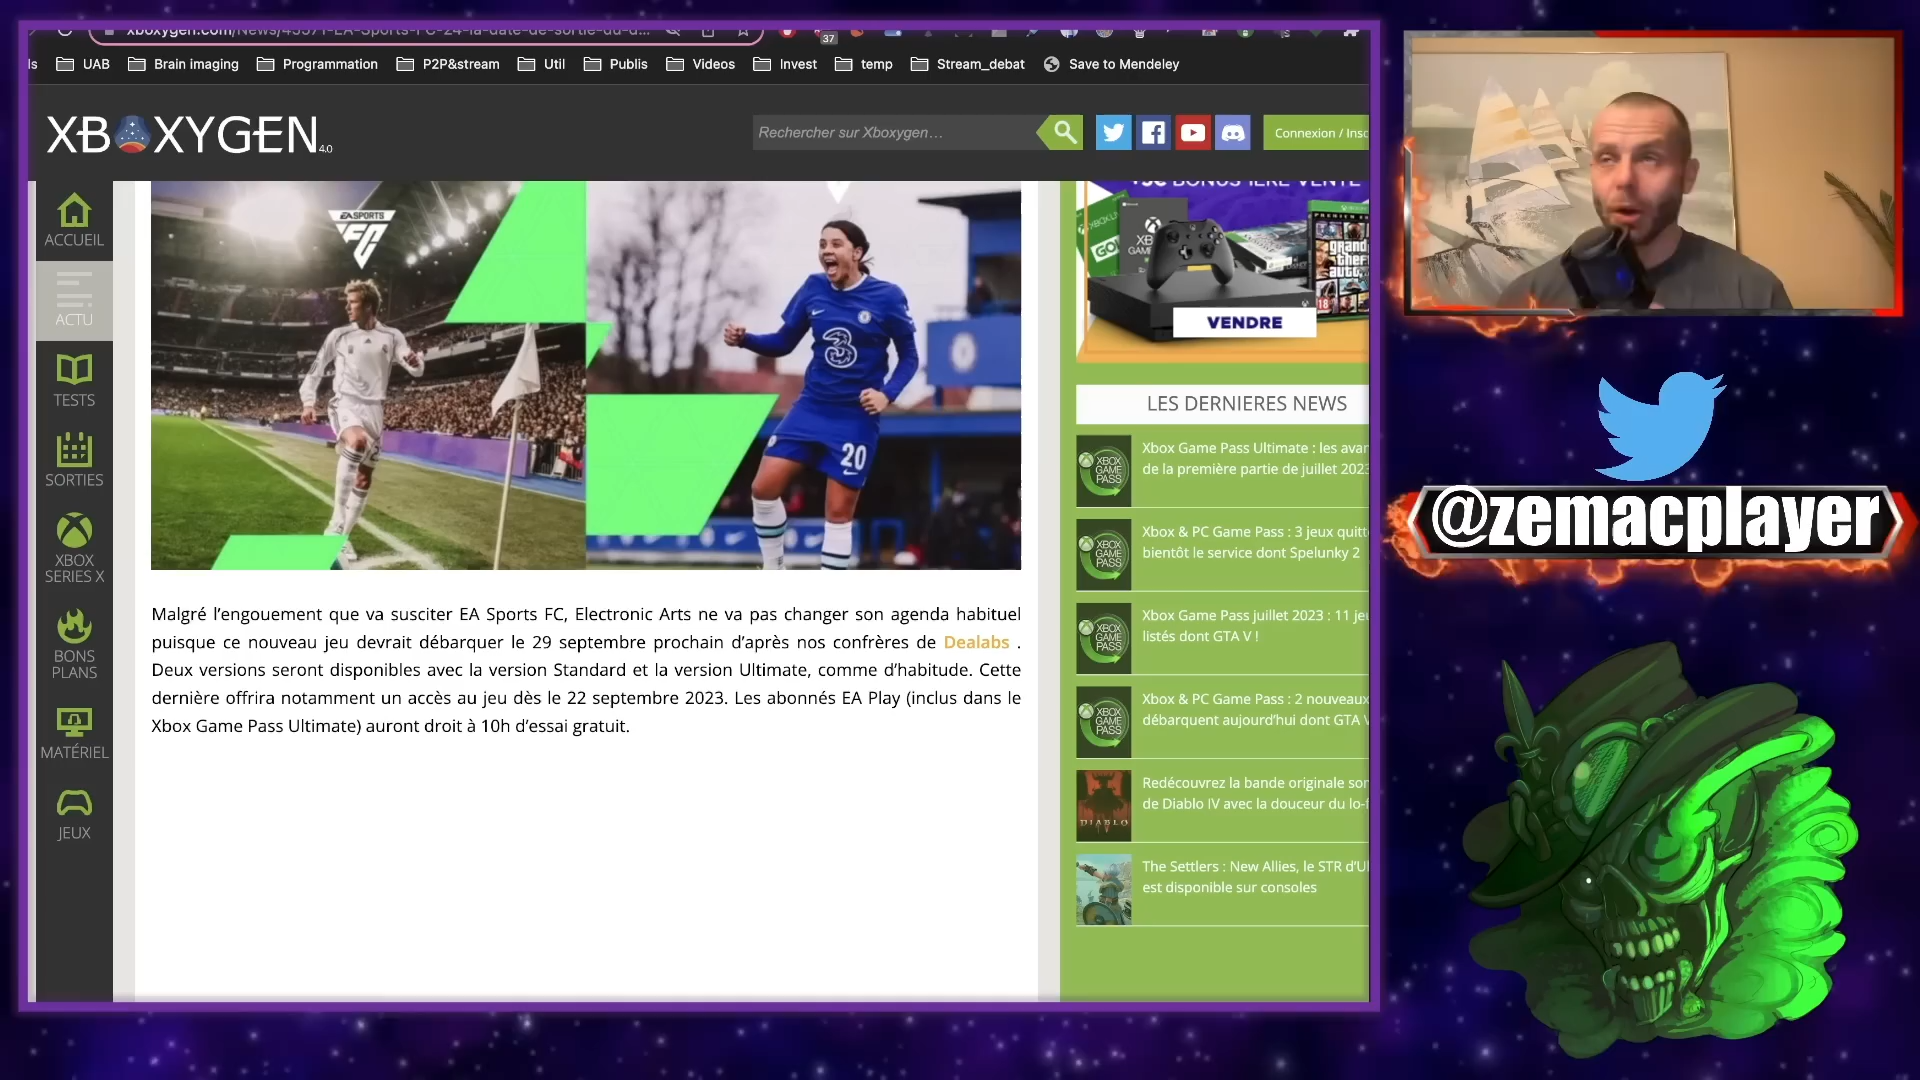 37
UAB
Brain imaging
Programmation
P2P&stream
Util
Publis
Videos
Invest
temp
Stream_debat
Save to Mendeley
XBOXYGEN 4.0
Rechercher sur Xboxygen…
Connexion / Insc
ACCUEIL
ACTU
TESTS
SORTIES
XBOX
SERIES X
BONS
PLANS
MATÉRIEL
JEUX
EA SPORTS
FC
3
20
VENDRE
LES DERNIERES NEWS
Xbox Game Pass Ultimate : les avan
de la première partie de juillet 2023
Xbox & PC Game Pass : 3 jeux quitte
bientôt le service dont Spelunky 2
Xbox Game Pass juillet 2023 : 11 jeu
listés dont GTA V !
Xbox & PC Game Pass : 2 nouveaux
débarquent aujourd'hui dont GTA V
Redécouvrez la bande originale son
de Diablo IV avec la douceur du lo-f
The Settlers : New Allies, le STR d'U
est disponible sur consoles
Malgré l'engouement que va susciter EA Sports FC, Electronic Arts ne va pas changer son agenda habituel
puisque ce nouveau jeu devrait débarquer le 29 septembre prochain d'après nos confrères de Dealabs .
Deux versions seront disponibles avec la version Standard et la version Ultimate, comme d'habitude. Cette
dernière offrira notamment un accès au jeu dès le 22 septembre 2023. Les abonnés EA Play (inclus dans le
Xbox Game Pass Ultimate) auront droit à 10h d'essai gratuit.
@zemacplayer